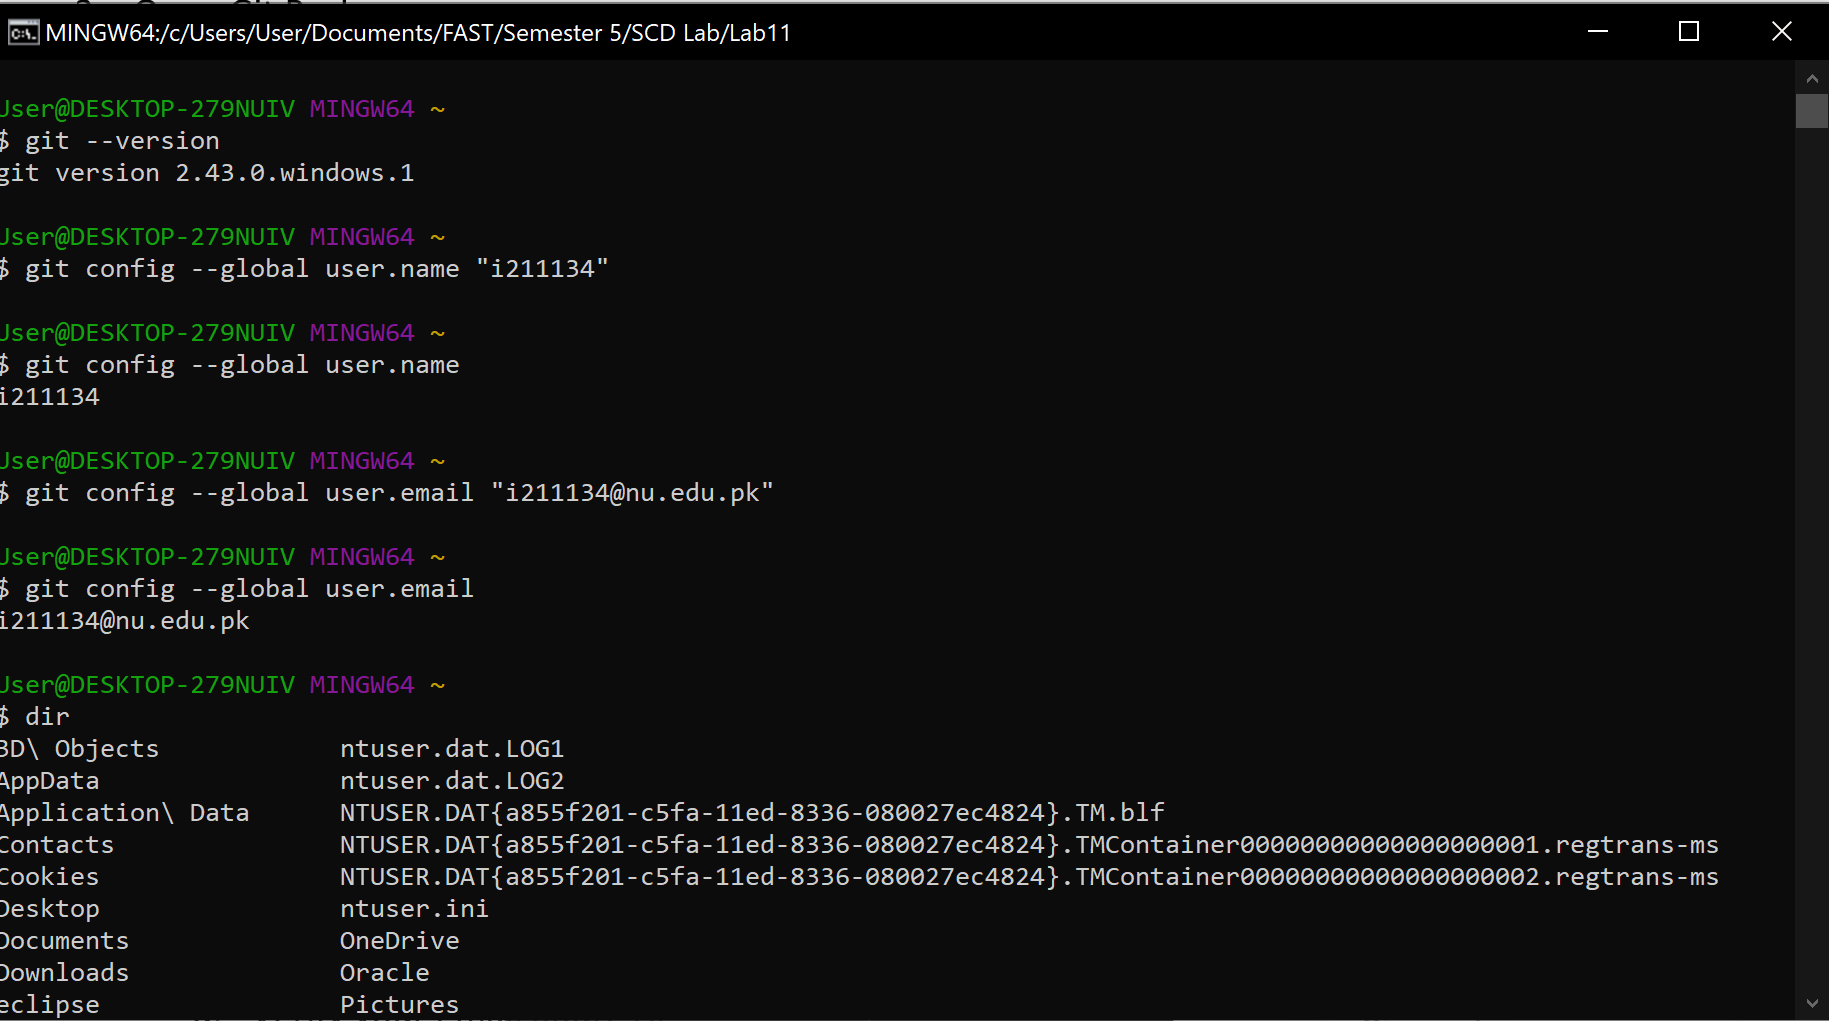 MINGW64:/c/Users/User/Documents/FAST/Semester 5/SCD Lab/Lab11
User@DESKTOP-279NUIV MINGW64 ~
$ git --version
git version 2.43.0.windows.1
User@DESKTOP-279NUIV MINGW64 ~
$ git config --global user.name "i211134"
User@DESKTOP-279NUIV MINGW64 ~
$ git config --global user.name
i211134
User@DESKTOP-279NUIV MINGW64 ~
$ git config --global user.email "i211134@nu.edu.pk"
User@DESKTOP-279NUIV MINGW64 ~
$ git config --global user.email
i211134@nu.edu.pk
User@DESKTOP-279NUIV MINGW64 ~
$ dir
3D\ Objects ntuser.dat.LOG1
AppData ntuser.dat.LOG2
Application\ Data NTUSER.DAT{a855f201-c5fa-11ed-8336-080027ec4824}.TM.blf
Contacts NTUSER.DAT{a855f201-c5fa-11ed-8336-080027ec4824}.TMContainer00000000000000000001.regtrans-ms
Cookies NTUSER.DAT{a855f201-c5fa-11ed-8336-080027ec4824}.TMContainer00000000000000000002.regtrans-ms
Desktop ntuser.ini
Documents OneDrive
Downloads Oracle
eclipse Pictures